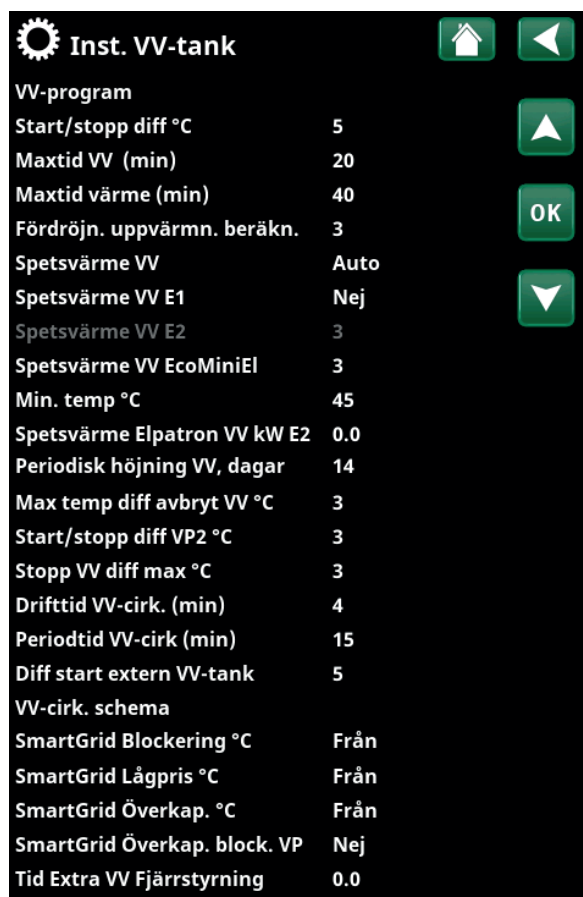 Inst. VV-tank
VV-program
Start/stopp diff °C 5
Maxtid VV (min) 20
Maxtid värme (min) 40
Fördröjn. uppvärmn. beräkn. 3
OK
Spetsvärme VV Auto
Spetsvärme VV E1 Nej
Spetsvärme VV E2 3
Spetsvärme VV EcoMiniEl 3
Min. temp °C 45
Spetsvärme Elpatron VV kW E2 0.0
Periodisk höjning VV, dagar 14
Max temp diff avbryt VV °C 3
Start/stopp diff VP2 °C 3
Stopp VV diff max °C 3
Drifttid VV-cirk. (min) 4
Periodtid VV-cirk (min) 15
Diff start extern VV-tank 5
VV-cirk. schema
SmartGrid Blockering °C Från
SmartGrid Lågpris °C Från
SmartGrid Överkap. °C Från
SmartGrid Överkap. block. VP Nej
Tid Extra VV Fjärrstyrning 0.0